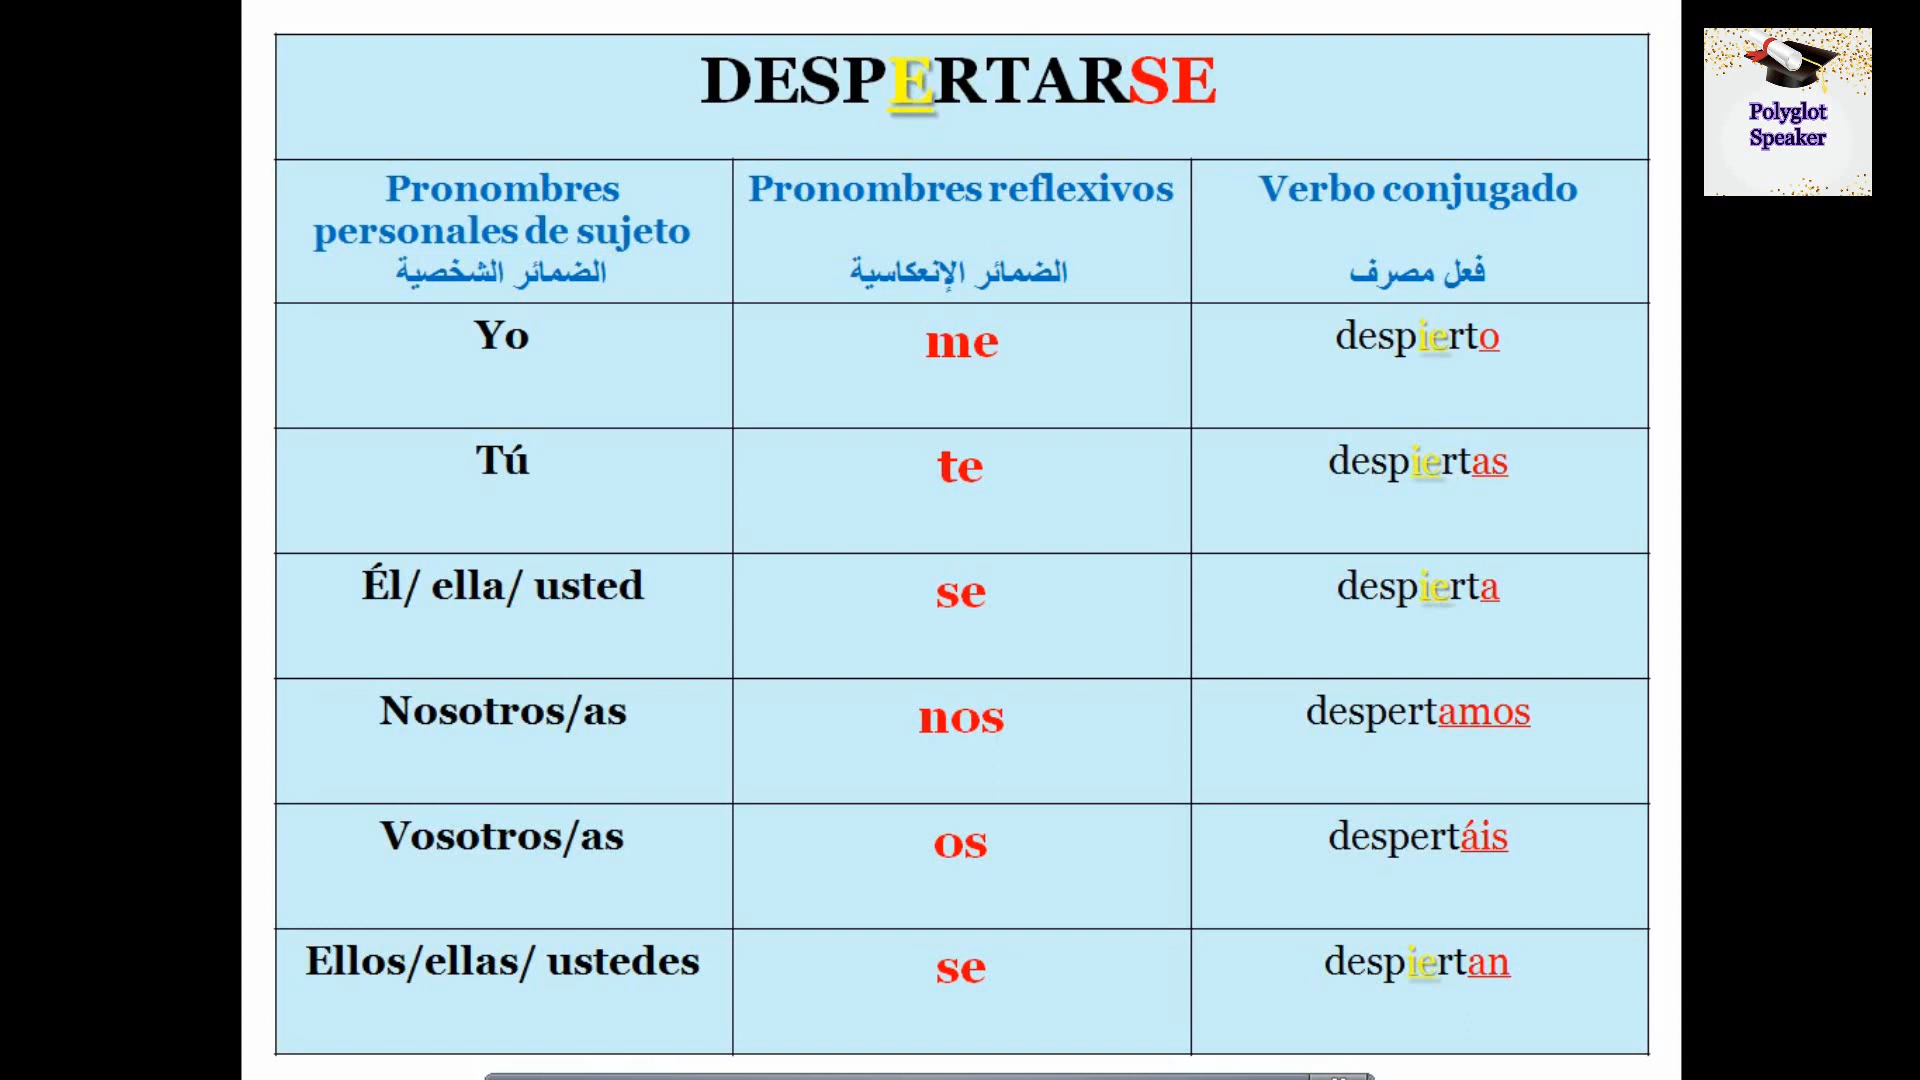 DESPERTARSE
Polyglot
Speaker
Pronombres
personales de sujeto
الضمائر الشخصية
Pronombres reflexivos
الضمائر الإنعكاسية
Verbo conjugado
فعل مصرف
Yo
me
despierto
Tú
te
despiertas
Él/ ella/ usted
se
despierta
Nosotros/as
nos
despertamos
Vosotros/as
os
despertáis
Ellos/ellas/ ustedes
se
despiertan